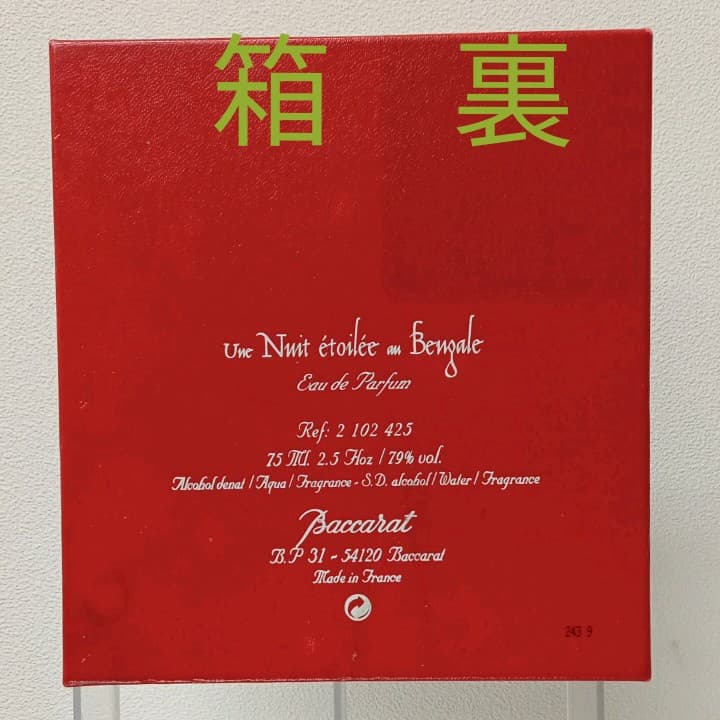 箱 裏
Une Nuit étoilée au Bengale
Eau de Parfum
Ref: 2 102 425
75 Ml. 2.5 Floz / 79% vol.
Alcohol denat / Aqua / Fragrance - S.D. alcohol / Water / Fragrance
Baccarat
B.P 31 - 54120 Baccarat
Made in France
243 9